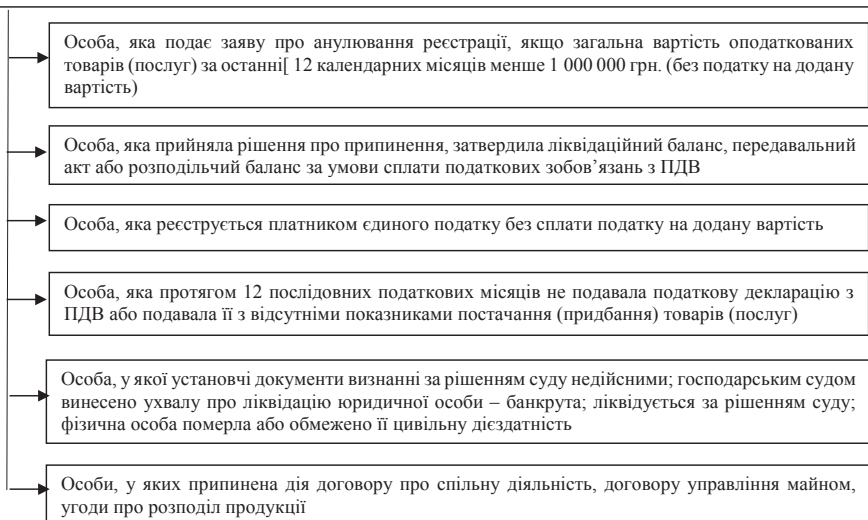 Особа, яка подає заяву про анулювання реєстрації, якщо загальна вартість оподаткованих
товарів (послуг) за останні[ 12 календарних місяців менше 1 000 000 грн. (без податку на додану
вартість)
Особа, яка прийняла рішення про припинення, затвердила ліквідаційний баланс, передавальний
акт або розподільчий баланс за умови сплати податкових зобов’язань з ПДВ
Особа, яка реєструється платником єдиного податку без сплати податку на додану вартість
Особа, яка протягом 12 послідовних податкових місяців не подавала податкову декларацію з
ПДВ або подавала її з відсутніми показниками постачання (придбання) товарів (послуг)
Особа, у якої установчі документи визнанні за рішенням суду недійсними; господарським судом
винесено ухвалу про ліквідацію юридичної особи – банкрута; ліквідується за рішенням суду;
фізична особа померла або обмежено її цивільну дієздатність
Особи, у яких припинена дія договору про спільну діяльність, договору управління майном,
угоди про розподіл продукції